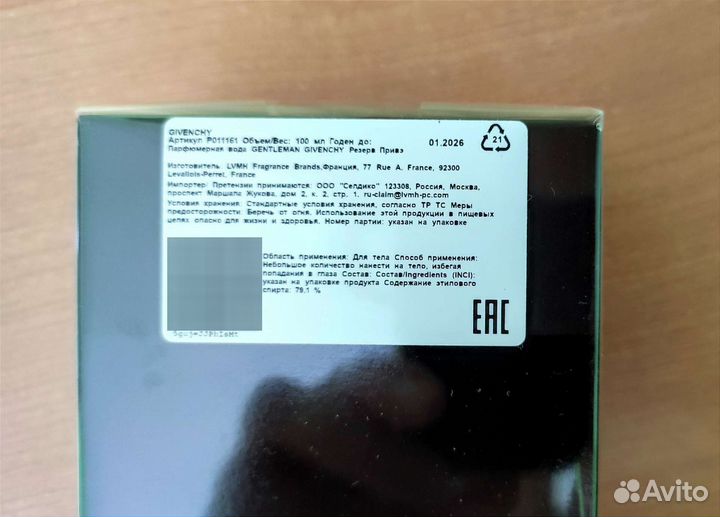 GIVENCHY
Артикул P011161 Объем/Вес: 100 мл Годен до: 01.2026
Парфюмерная вода GENTLEMAN GIVENCHY Резерв Привэ
21
Изготовитель: LVMH Fragrance Brands,Франция, 77 Rue A. France, 92300
Levallois-Perret, France
Импортер: Претензии принимаются: ООО "Селдико" 123308, Россия, Москва,
проспект Маршала Жукова, дом 2, к. 2, стр. 1. ru-claim@lvmh-pc.com
Условия хранения: Стандартные условия хранения, согласно ТР ТС Меры
предосторожности: Беречь от огня. Использование этой продукции в пищевых
целях опасно для жизни и здоровья. Номер партии: указан на упаковке
Область применения: Для тела Способ применения:
Небольшое количество нанести на тело, избегая
попадания в глаза Состав: Состав/Ingredients (INCI):
указан на упаковке продукта Содержание этилового
спирта: 79,1 %
EAC
Avito